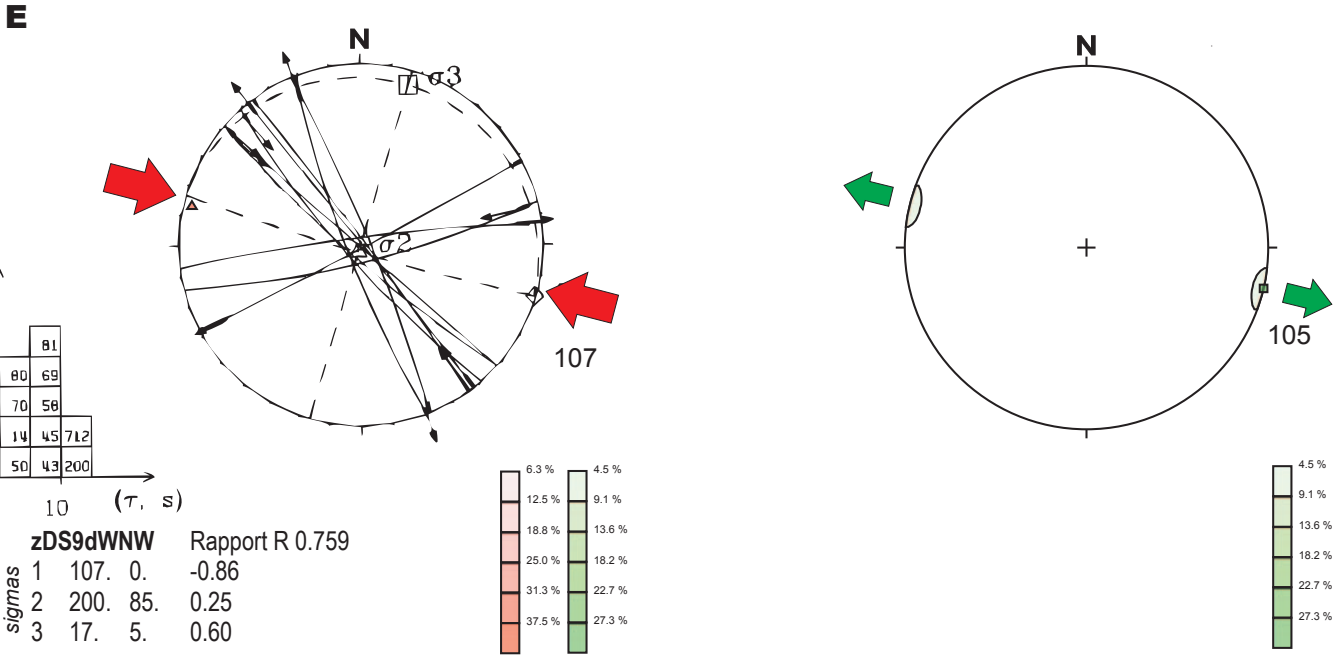 E
N
N
σ3
σ2
107
105
81
80 69
70 58
14 45 712
50 43 200
10 (τ, s)
6.3 %
12.5 %
18.8 %
25.0 %
31.3 %
37.5 %
4.5 %
9.1 %
13.6 %
18.2 %
22.7 %
27.3 %
4.5 %
9.1 %
13.6 %
18.2 %
22.7 %
27.3 %
zDS9dWNW Rapport R 0.759
sigmas
1 107. 0. -0.86
2 200. 85. 0.25
3 17. 5. 0.60